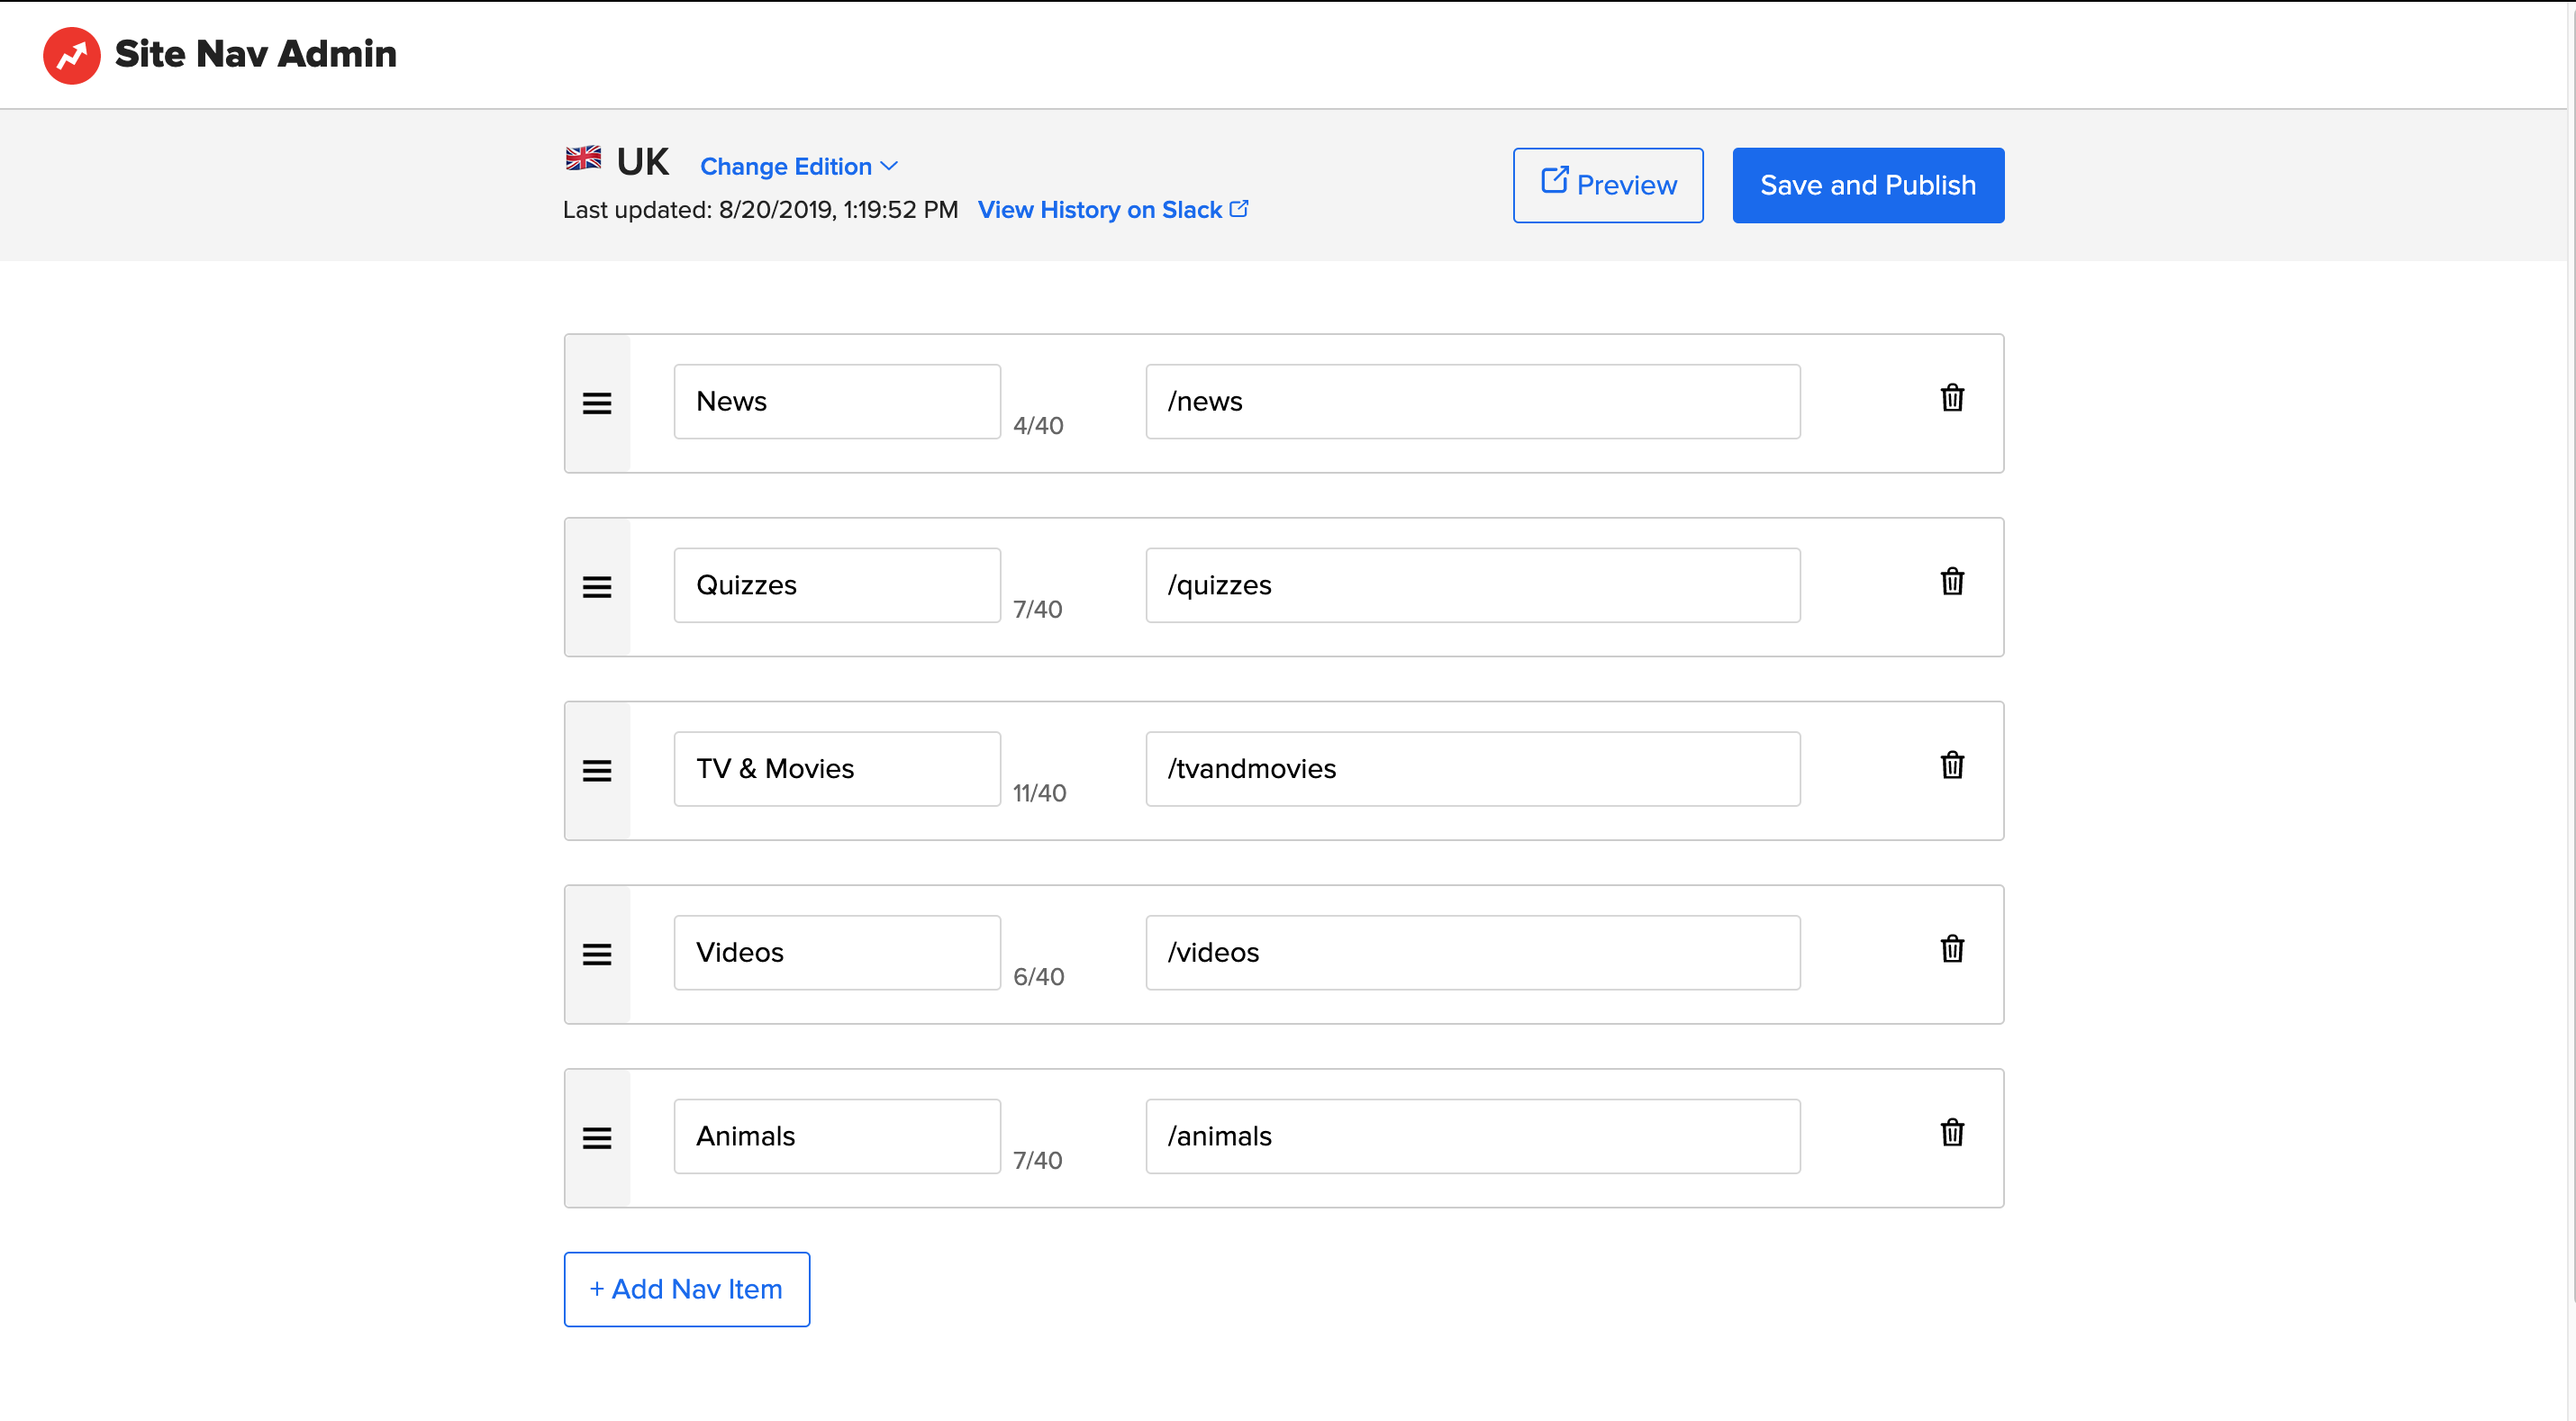 Site Nav Admin
🇬🇧 UK Change Edition
Last updated: 8/20/2019, 1:19:52 PM View History on Slack
Preview
Save and Publish
News 4/40 /news
Quizzes 7/40 /quizzes
TV & Movies 11/40 /tvandmovies
Videos 6/40 /videos
Animals 7/40 /animals
+ Add Nav Item